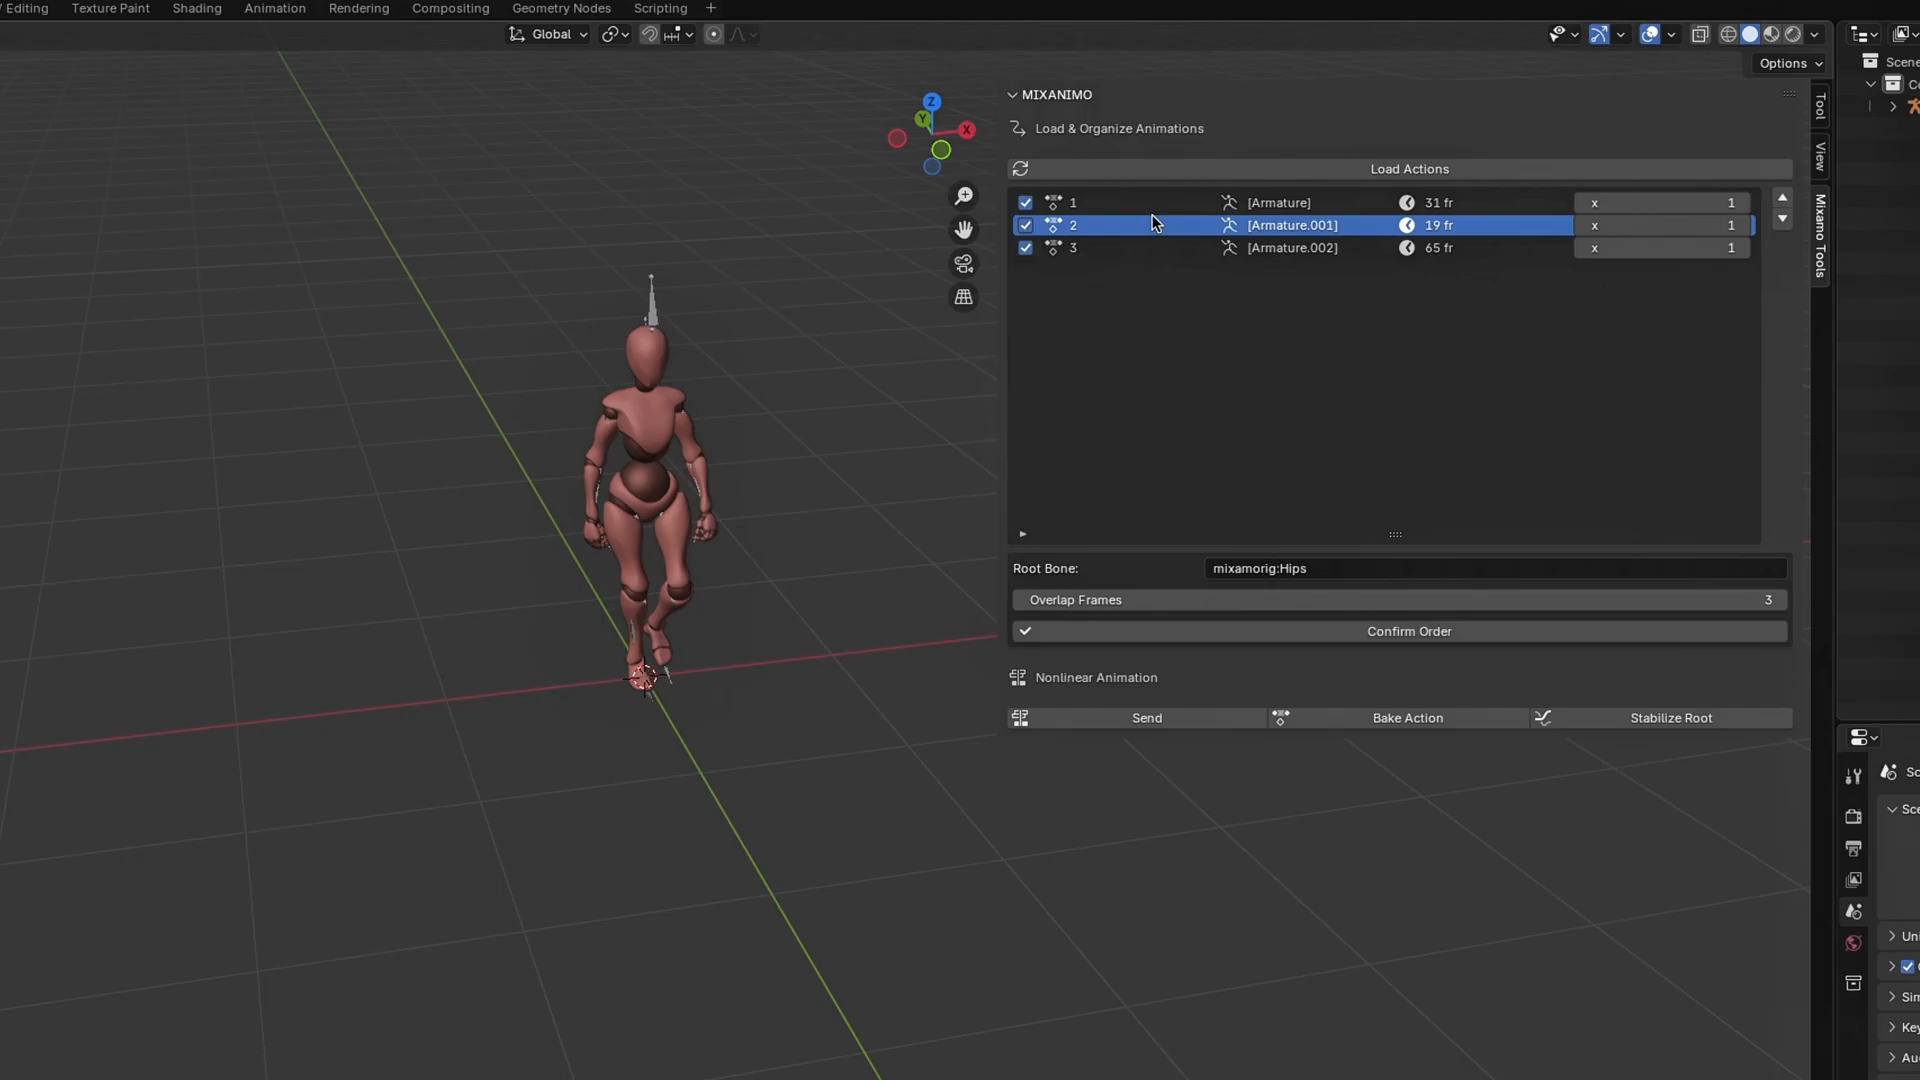 Editing Texture Paint Shading Animation Rendering Compositing Geometry Nodes Scripting +
Global
Options
Scene
Z
Y
X
MIXANIMO
Load & Organize Animations
Load Actions
1 [Armature] 31 fr x 1
2 [Armature.001] 19 fr x 1
3 [Armature.002] 65 fr x 1
Root Bone: mixamorig:Hips
Overlap Frames 3
Confirm Order
Nonlinear Animation
Send Bake Action Stabilize Root
Tool
View
Mixamo Tools
Co
Sc
Sce
Uni
Sim
Key
Au